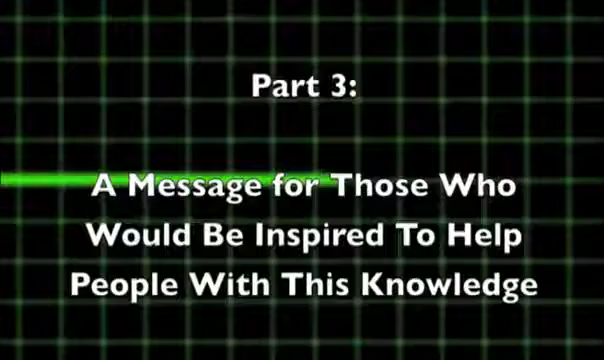 Part 3:
A Message for Those Who
Would Be Inspired To Help
People With This Knowledge